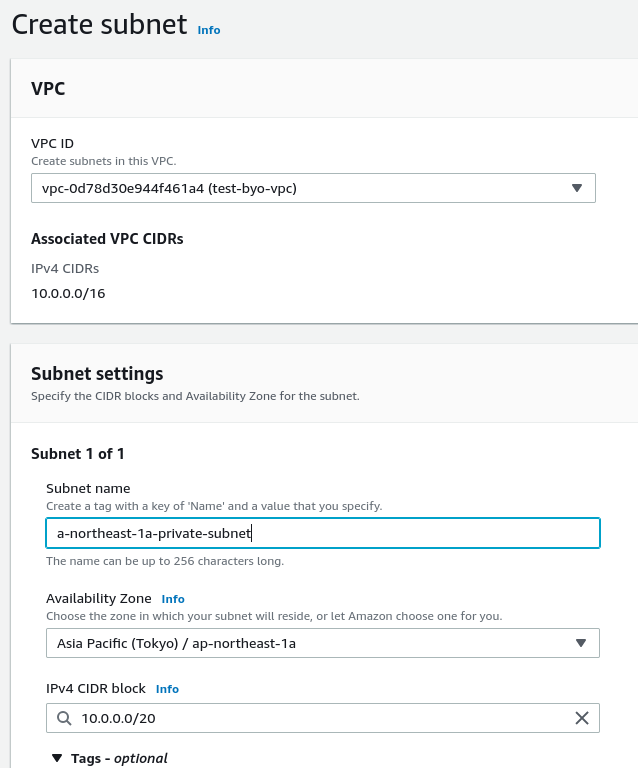 Create subnet Info
VPC
VPC ID
Create subnets in this VPC.
vpc-0d78d30e944f461a4 (test-byo-vpc)
Associated VPC CIDRs
IPv4 CIDRs
10.0.0.0/16
Subnet settings
Specify the CIDR blocks and Availability Zone for the subnet.
Subnet 1 of 1
Subnet name
Create a tag with a key of 'Name' and a value that you specify.
a-northeast-1a-private-subnet
The name can be up to 256 characters long.
Availability Zone Info
Choose the zone in which your subnet will reside, or let Amazon choose one for you.
Asia Pacific (Tokyo) / ap-northeast-1a
IPv4 CIDR block Info
10.0.0.0/20
Tags - optional